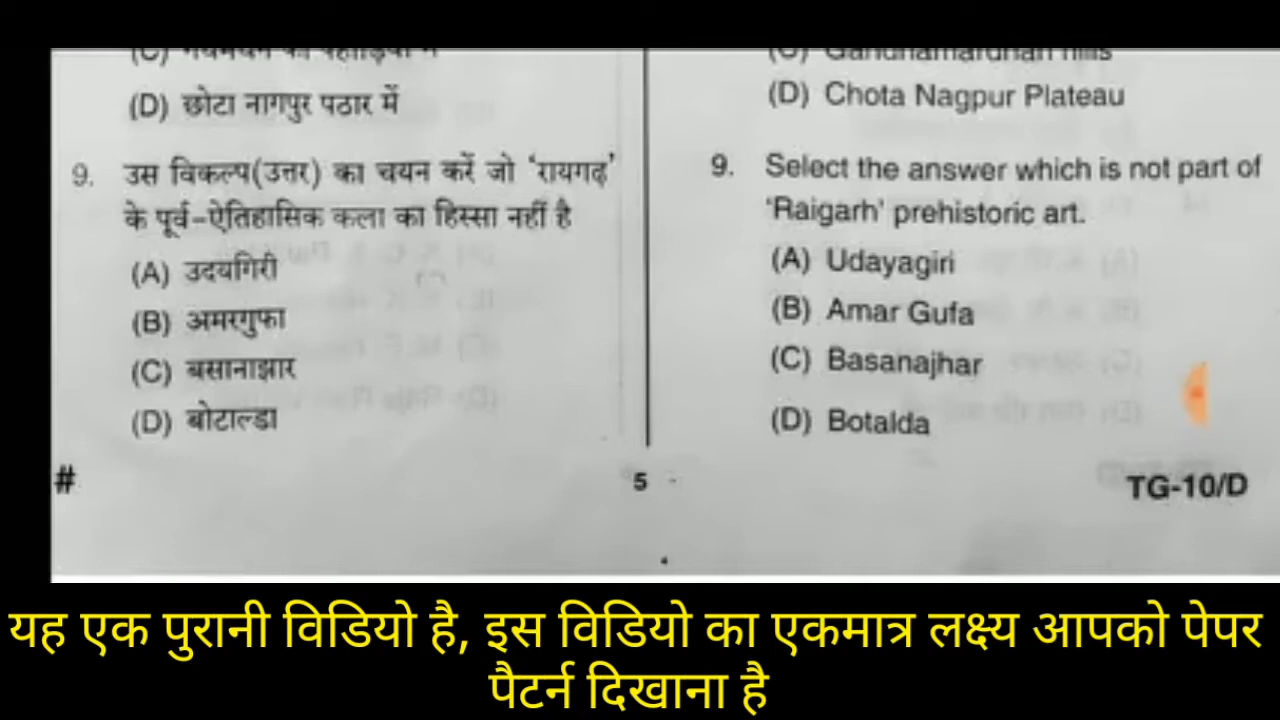 (D) छोटा नागपुर पठार में
9. उस विकल्प(उत्तर) का चयन करें जो 'रायगढ़'
के पूर्व-ऐतिहासिक कला का हिस्सा नहीं है
(A) उदयगिरी
(B) अमरगुफा
(C) बसानाझार
(D) बोटाल्डा
(C) Gandhamardhan hills
(D) Chota Nagpur Plateau
9. Select the answer which is not part of
'Raigarh' prehistoric art.
(A) Udayagiri
(B) Amar Gufa
(C) Basanajhar
(D) Botalda
#
5
TG-10/D
यह एक पुरानी विडियो है, इस विडियो का एकमात्र लक्ष्य आपको पेपर
पैटर्न दिखाना है